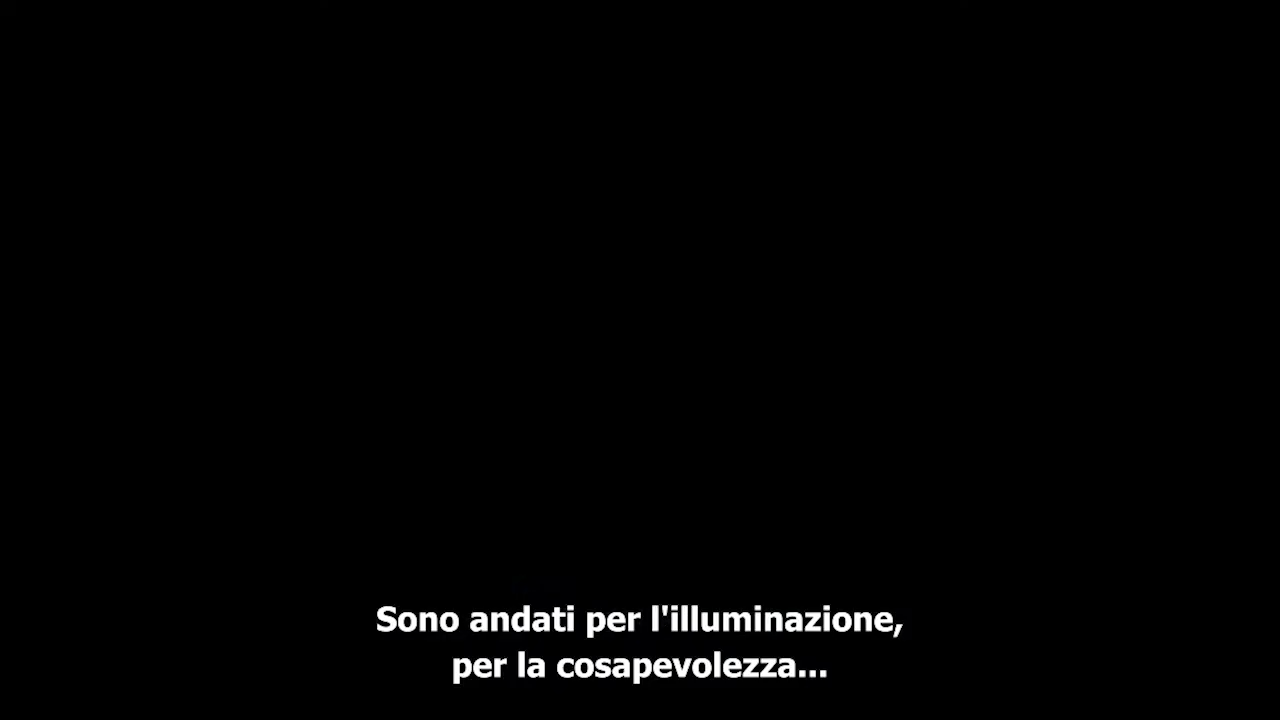 Sono andati per l'illuminazione,
per la cosapevolezza...